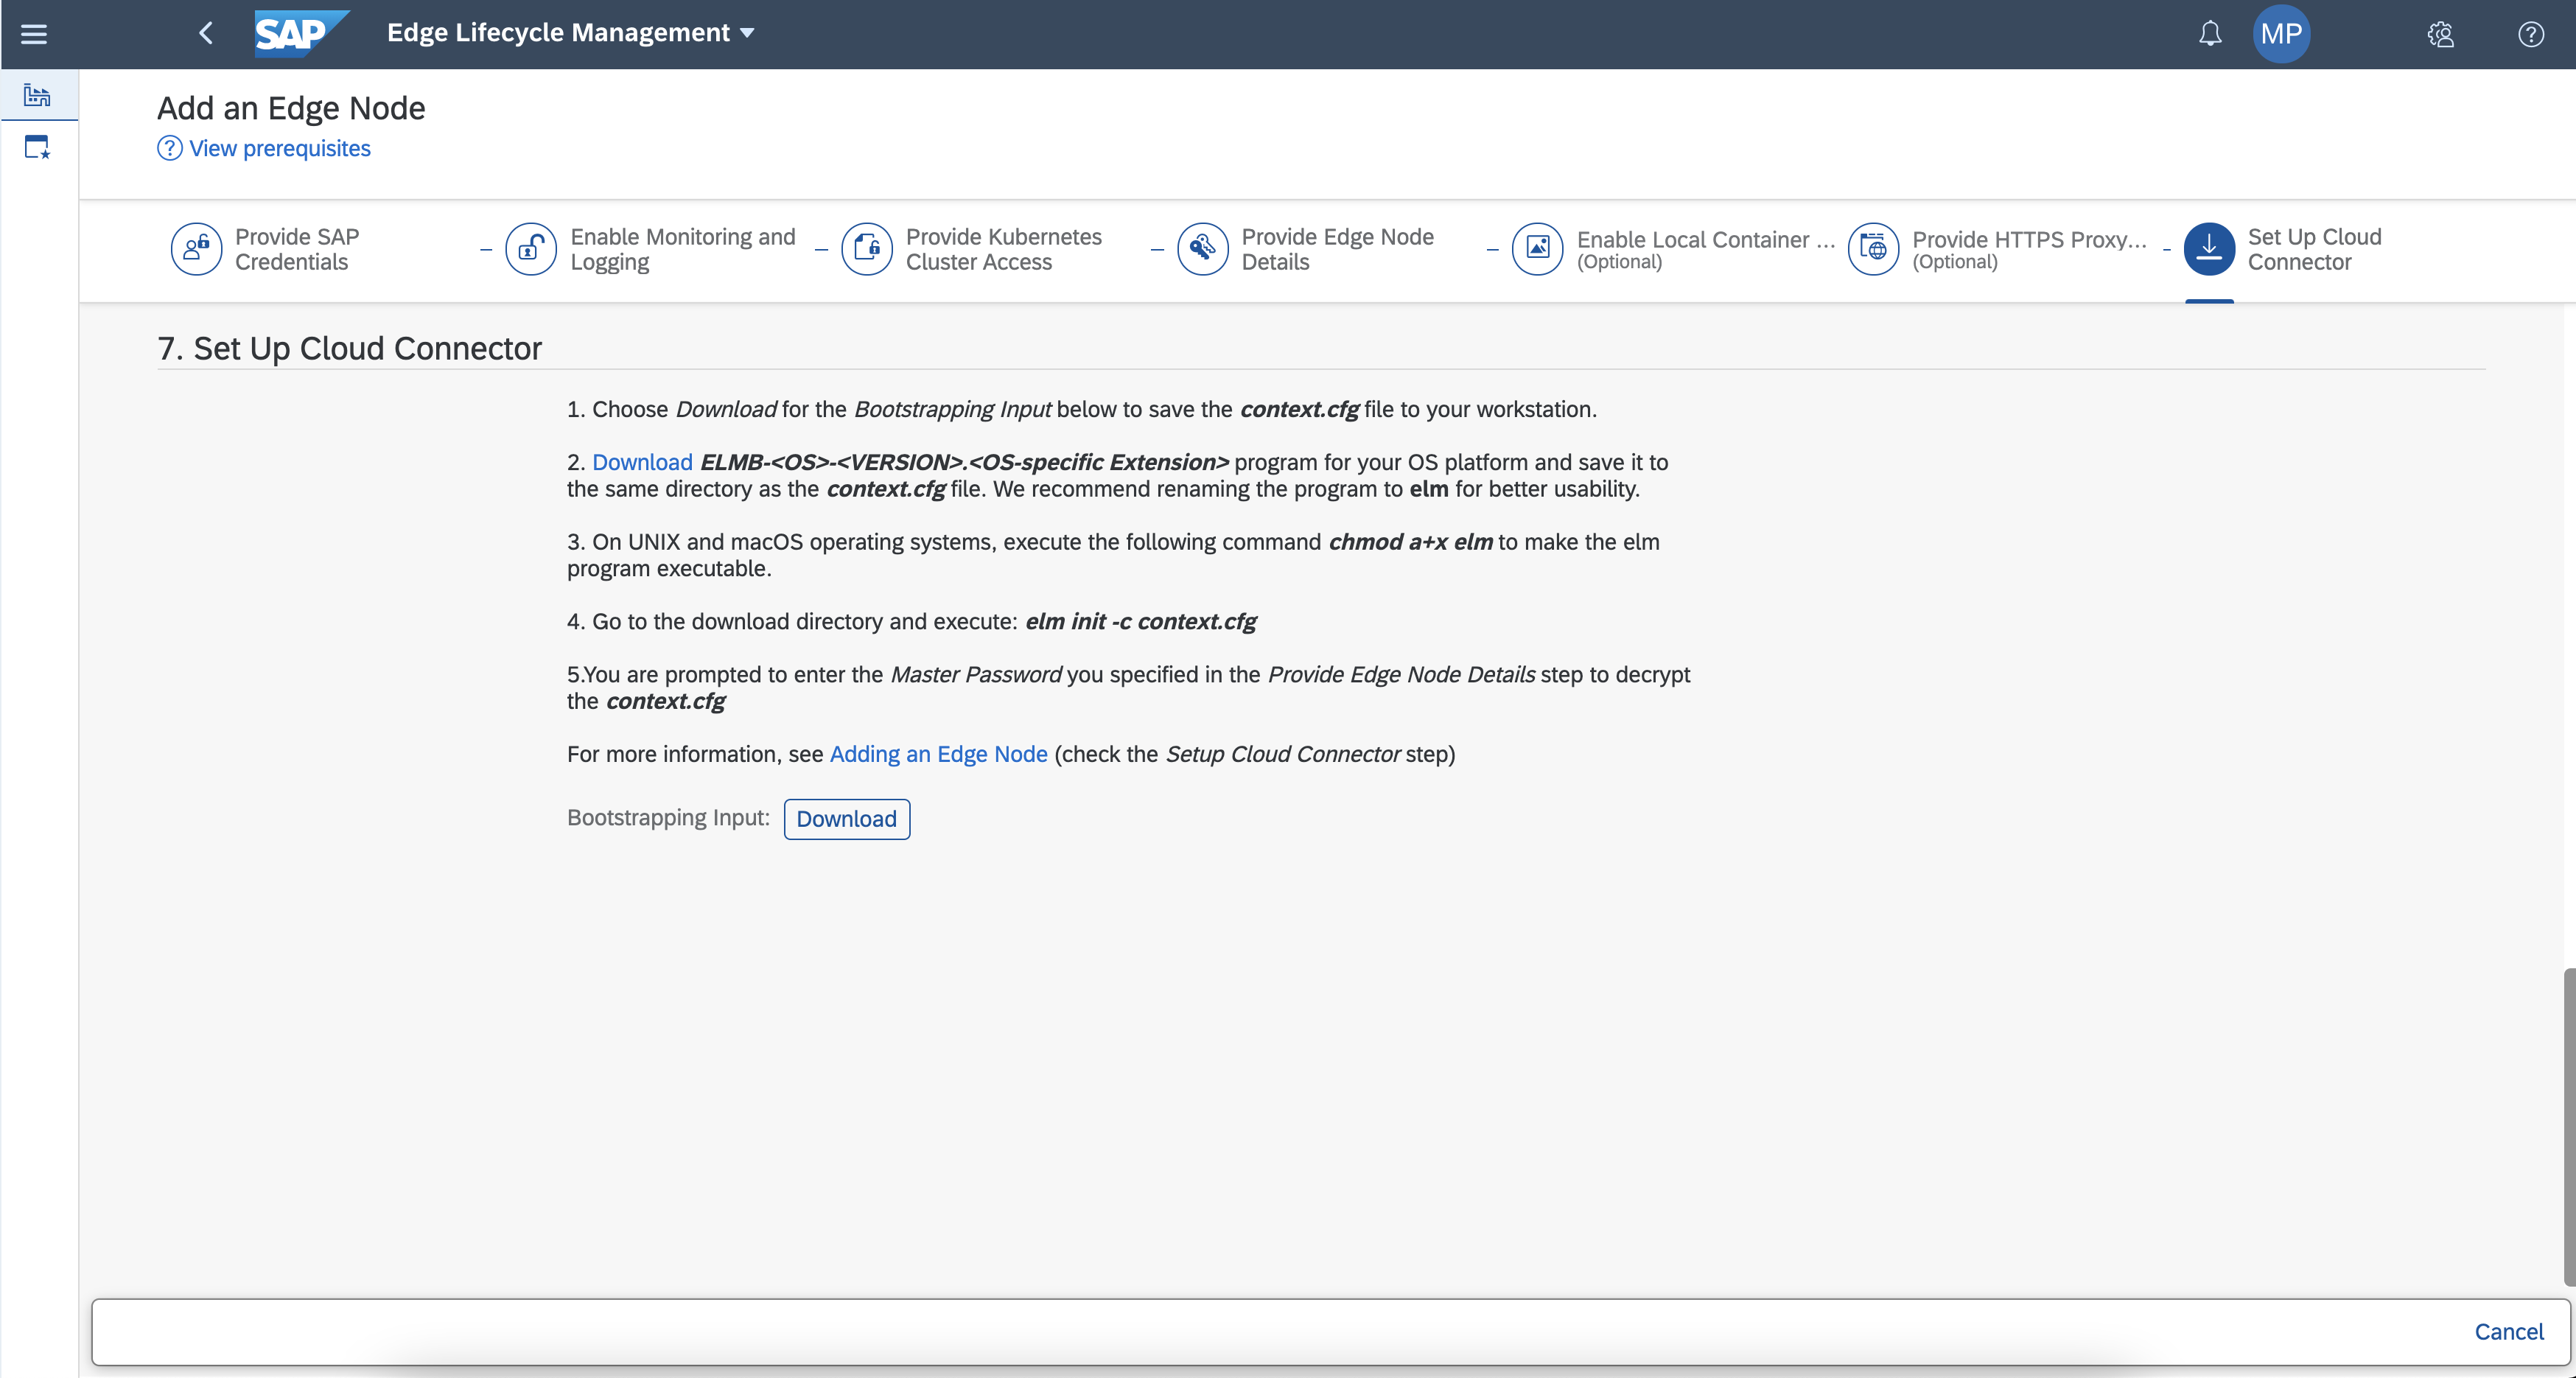 SAP
Edge Lifecycle Management
MP
?
Add an Edge Node
? View prerequisites
Provide SAP
Credentials
Enable Monitoring and
Logging
Provide Kubernetes
Cluster Access
Provide Edge Node
Details
Enable Local Container ...
(Optional)
Provide HTTPS Proxy...
(Optional)
Set Up Cloud
Connector
7. Set Up Cloud Connector
1. Choose Download for the Bootstrapping Input below to save the context.cfg file to your workstation.
2. Download ELMB-<OS>-<VERSION>.<OS-specific Extension> program for your OS platform and save it to
the same directory as the context.cfg file. We recommend renaming the program to elm for better usability.
3. On UNIX and macOS operating systems, execute the following command chmod a+x elm to make the elm
program executable.
4. Go to the download directory and execute: elm init -c context.cfg
5.You are prompted to enter the Master Password you specified in the Provide Edge Node Details step to decrypt
the context.cfg
For more information, see Adding an Edge Node (check the Setup Cloud Connector step)
Bootstrapping Input: Download
Cancel